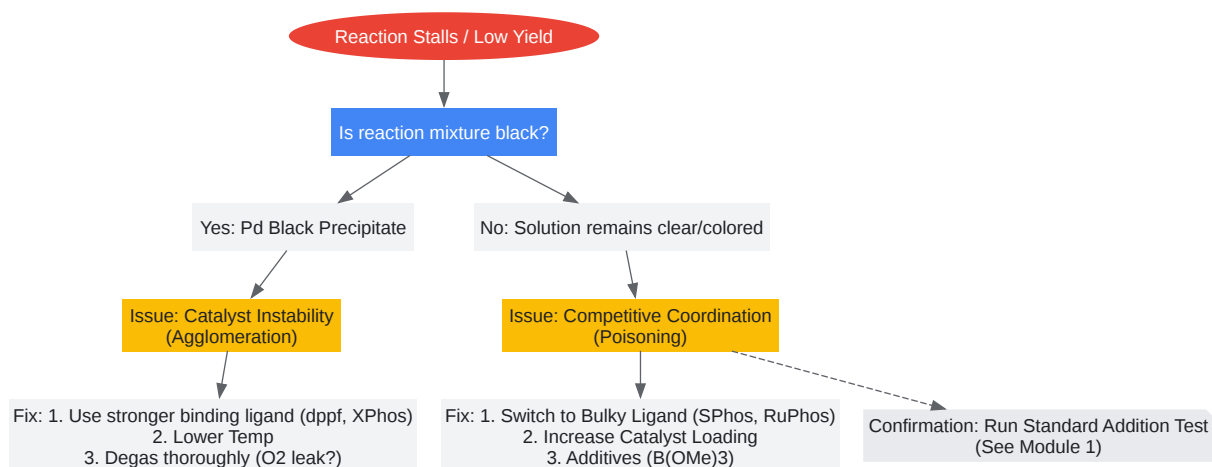 Reaction Stalls / Low Yield
Is reaction mixture black?
Yes: Pd Black Precipitate
No: Solution remains clear/colored
Issue: Catalyst Instability
(Agglomeration)
Issue: Competitive Coordination
(Poisoning)
Fix: 1. Use stronger binding ligand (dppf, XPhos)
2. Lower Temp
3. Degas thoroughly (O2 leak?)
Fix: 1. Switch to Bulky Ligand (SPhos, RuPhos)
2. Increase Catalyst Loading
3. Additives (B(OMe)3)
Confirmation: Run Standard Addition Test
(See Module 1)